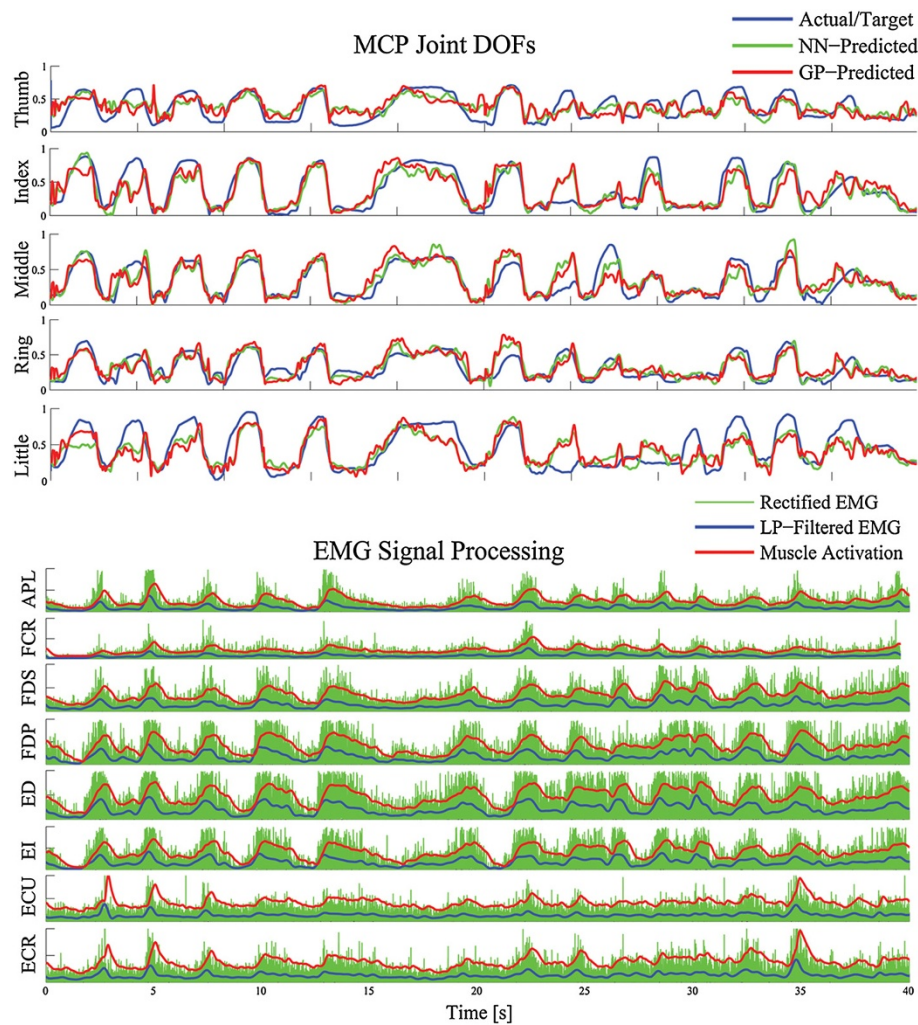 Actual/Target
NN−Predicted
GP−Predicted
MCP Joint DOFs
Thumb
1
0.5
0
Index
1
0.5
0
Middle
1
0.5
0
Ring
1
0.5
0
Little
1
0.5
0
Rectified EMG
LP−Filtered EMG
Muscle Activation
EMG Signal Processing
APL
FCR
FDS
FDP
ED
EI
ECU
ECR
0 5 10 15 20 25 30 35 40
Time [s]